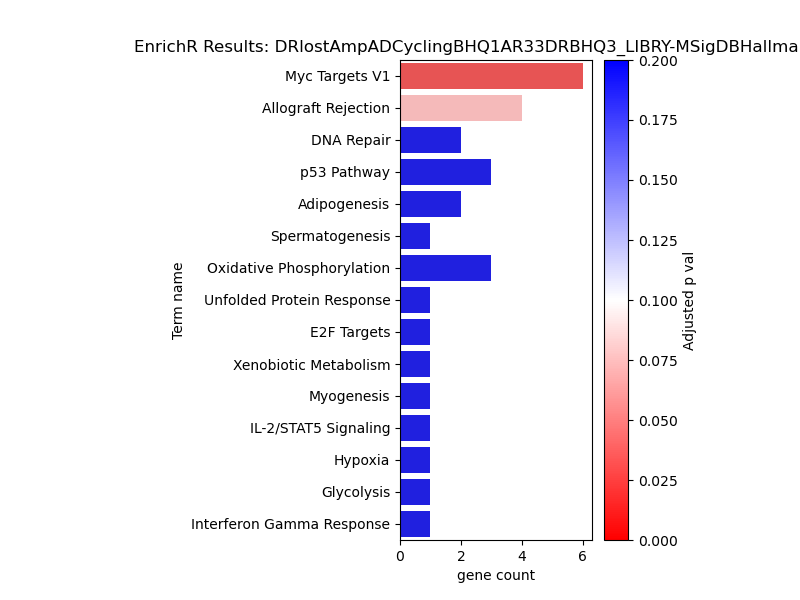 EnrichR Results: DRlostAmpADCyclingBHQ1AR33DRBHQ3_LIBRY-MSigDBHallma
Myc Targets V1
Allograft Rejection
DNA Repair
p53 Pathway
Adipogenesis
Spermatogenesis
Oxidative Phosphorylation
Unfolded Protein Response
E2F Targets
Xenobiotic Metabolism
Myogenesis
IL-2/STAT5 Signaling
Hypoxia
Glycolysis
Interferon Gamma Response
Term name
0 2 4 6
gene count
0.200
0.175
0.150
0.125
0.100
0.075
0.050
0.025
0.000
Adjusted p val